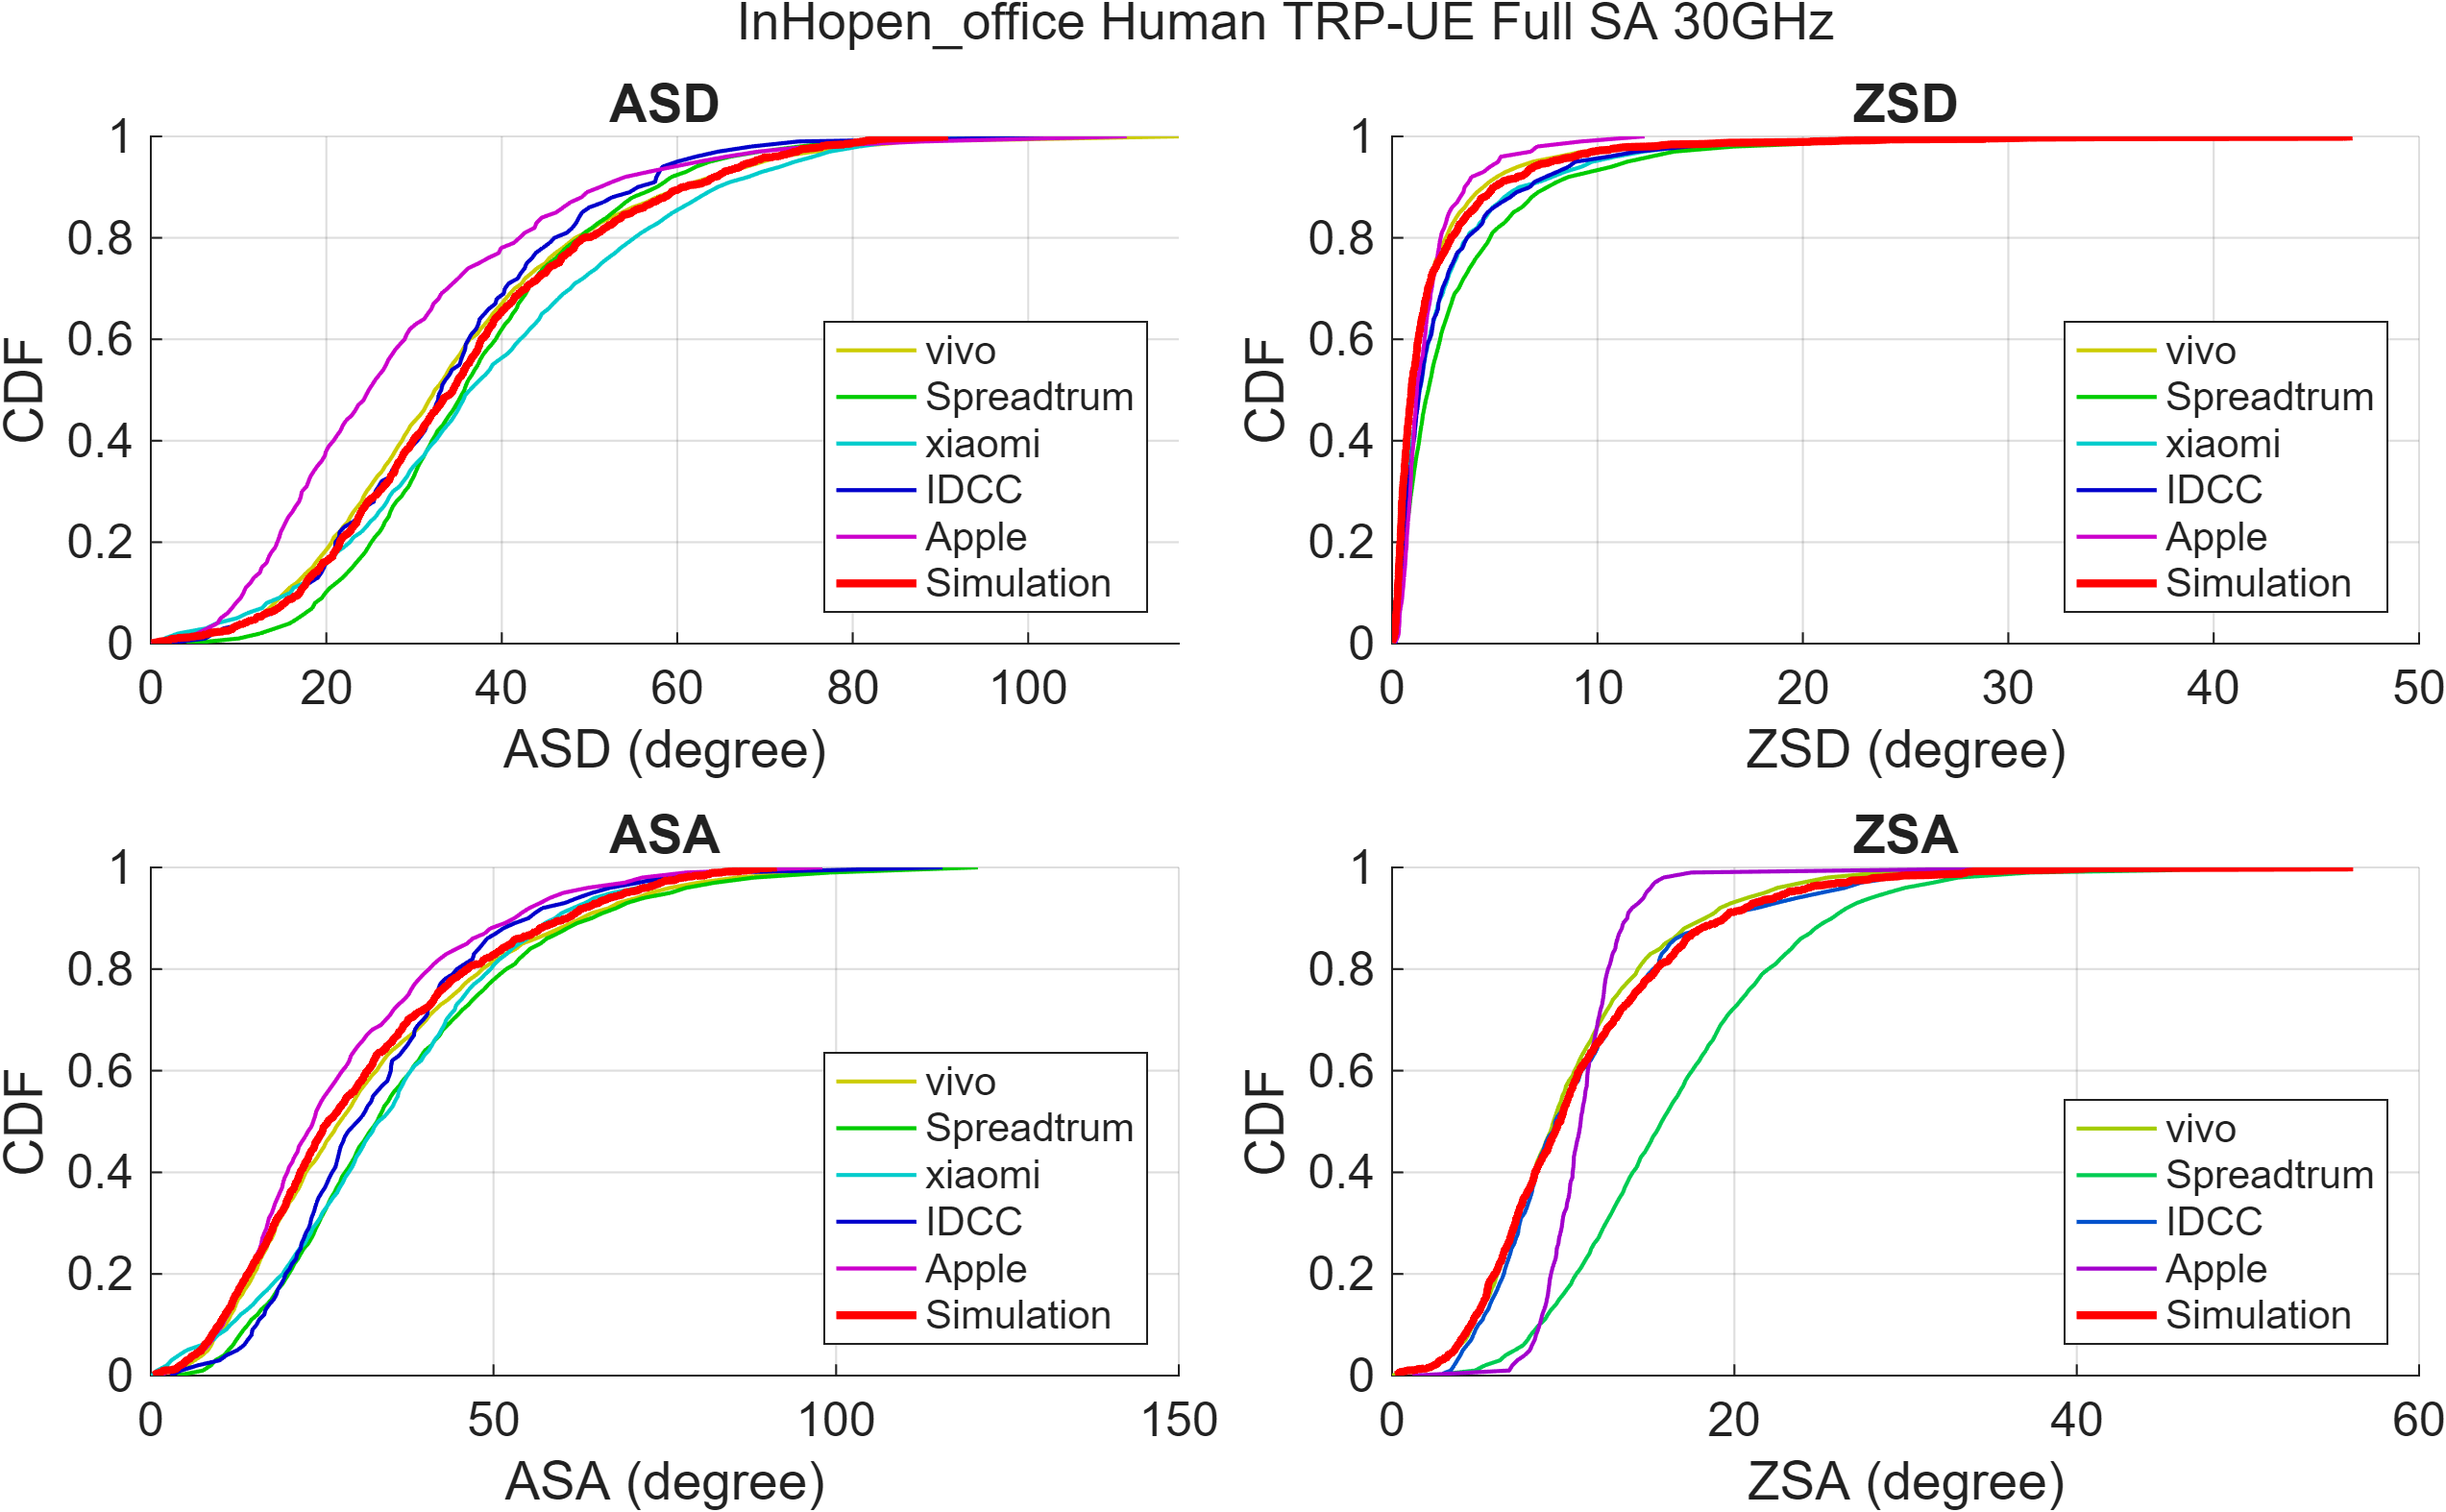 InHopen_office Human TRP-UE Full SA 30GHz
ASD
1
0.8
0.6
0.4
0.2
0
CDF
0 20 40 60 80 100
ASD (degree)
vivo
Spreadtrum
xiaomi
IDCC
Apple
Simulation
ZSD
1
0.8
0.6
0.4
0.2
0
CDF
0 10 20 30 40 50
ZSD (degree)
vivo
Spreadtrum
xiaomi
IDCC
Apple
Simulation
ASA
1
0.8
0.6
0.4
0.2
0
CDF
0 50 100 150
ASA (degree)
vivo
Spreadtrum
xiaomi
IDCC
Apple
Simulation
ZSA
1
0.8
0.6
0.4
0.2
0
CDF
0 20 40 60
ZSA (degree)
vivo
Spreadtrum
IDCC
Apple
Simulation